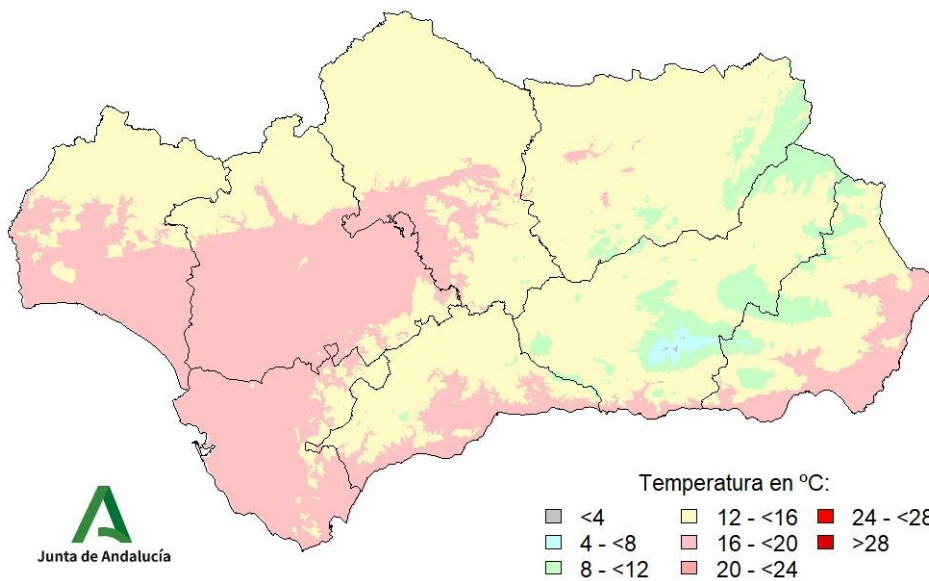 Temperatura en ºC:
<4
4 - <8
8 - <12
12 - <16
16 - <20
20 - <24
24 - <28
>28
Junta de Andalucía